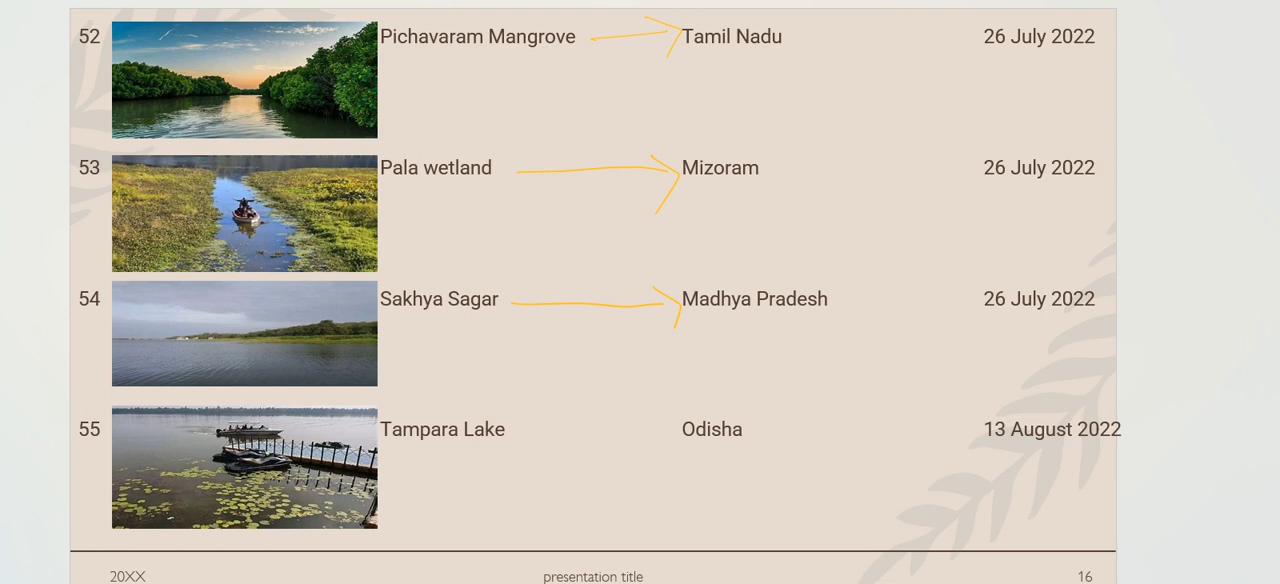 52 Pichavaram Mangrove Tamil Nadu 26 July 2022
53 Pala wetland Mizoram 26 July 2022
54 Sakhya Sagar Madhya Pradesh 26 July 2022
55 Tampara Lake Odisha 13 August 2022
20XX presentation title 16